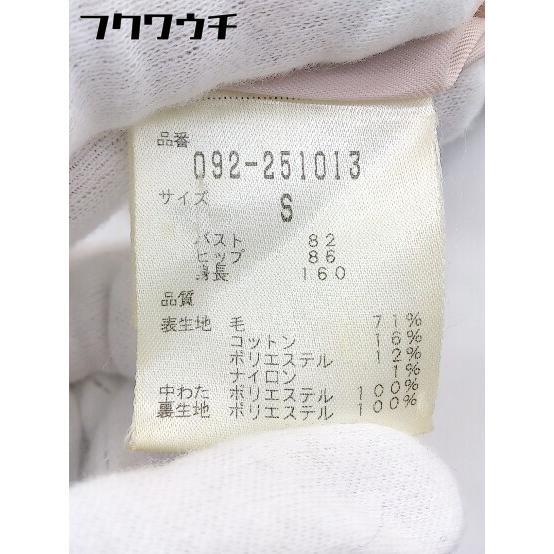 フクワウチ
品番
092-251013
サイズ
S
バスト 82
ヒップ 86
身長 160
品質
表生地 毛 71%
コットン 16%
ポリエステル 12%
ナイロン 1%
中わた ポリエステル 100%
裏生地 ポリエステル 100%